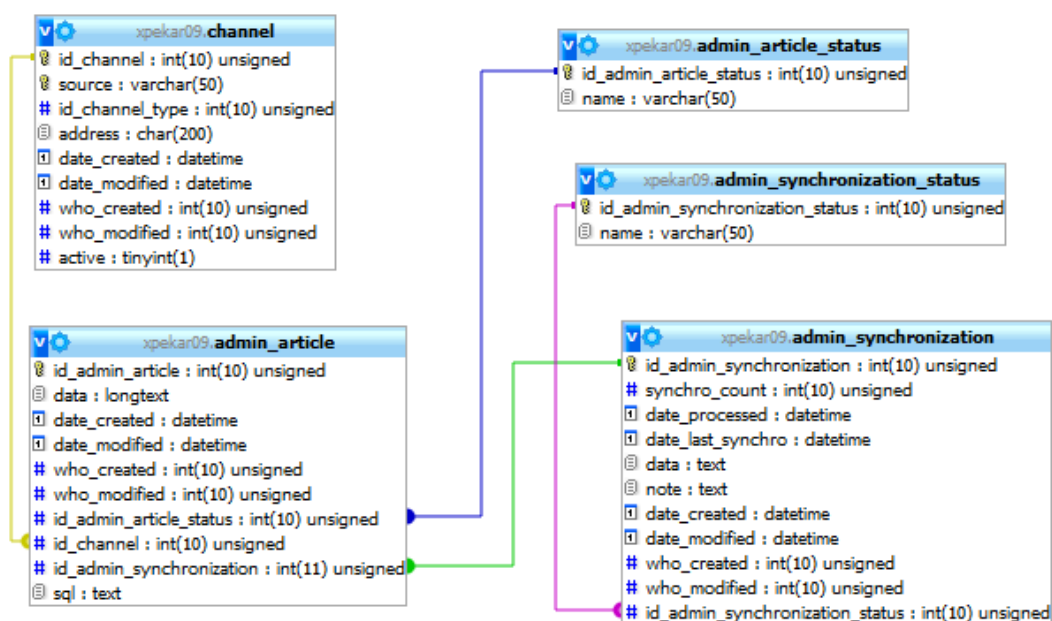 xpekar09.channel
id_channel : int(10) unsigned
source : varchar(50)
# id_channel_type : int(10) unsigned
address : char(200)
date_created : datetime
date_modified : datetime
# who_created : int(10) unsigned
# who_modified : int(10) unsigned
# active : tinyint(1)
xpekar09.admin_article_status
id_admin_article_status : int(10) unsigned
name : varchar(50)
xpekar09.admin_synchronization_status
id_admin_synchronization_status : int(10) unsigned
name : varchar(50)
xpekar09.admin_article
id_admin_article : int(10) unsigned
data : longtext
date_created : datetime
date_modified : datetime
# who_created : int(10) unsigned
# who_modified : int(10) unsigned
# id_admin_article_status : int(10) unsigned
# id_channel : int(10) unsigned
# id_admin_synchronization : int(11) unsigned
sql : text
xpekar09.admin_synchronization
id_admin_synchronization : int(10) unsigned
# synchro_count : int(10) unsigned
date_processed : datetime
date_last_synchro : datetime
data : text
note : text
date_created : datetime
date_modified : datetime
# who_created : int(10) unsigned
# who_modified : int(10) unsigned
# id_admin_synchronization_status : int(10) unsigned